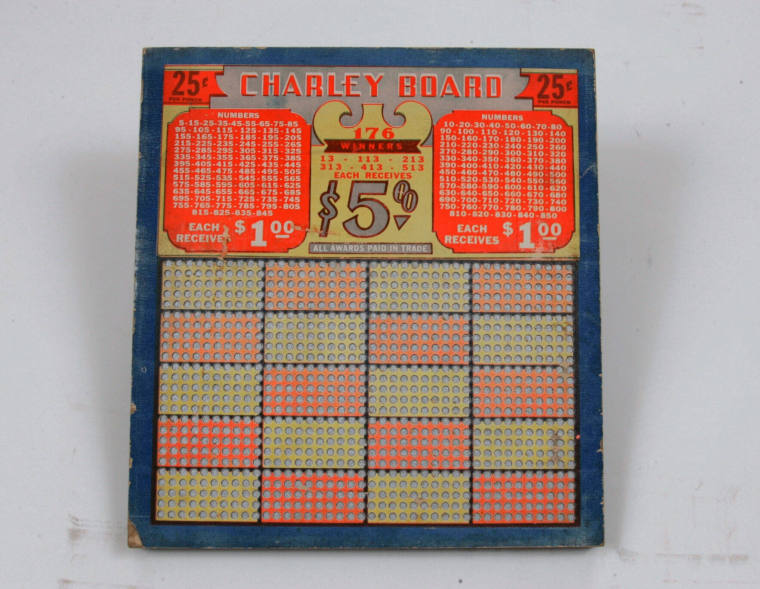 25¢ PER PUNCH
CHARLEY BOARD
25¢ PER PUNCH
NUMBERS
5-15-25-35-45-55-65-75-85
95-105-115-125-135-145
155-165-175-185-195-205
215-225-235-245-255-265
275-285-295-305-315-325
335-345-355-365-375-385
395-405-415-425-435-445
455-465-475-485-495-505
515-525-535-545-555-565
575-585-595-605-615-625
635-645-655-665-675-685
695-705-715-725-735-745
755-765-775-785-795-805
815-825-835-845
EACH RECEIVES $1.00
176
WINNERS
13 - 113 - 213
313 - 413 - 513
EACH RECEIVES
$5.00
ALL AWARDS PAID IN TRADE
NUMBERS
10-20-30-40-50-60-70-80
90-100-110-120-130-140
150-160-170-180-190-200
210-220-230-240-250-260
270-280-290-300-310-320
330-340-350-360-370-380
390-400-410-420-430-440
450-460-470-480-490-500
510-520-530-540-550-560
570-580-590-600-610-620
630-640-650-660-670-680
690-700-710-720-730-740
750-760-770-780-790-800
810-820-830-840-850
EACH RECEIVES $1.00